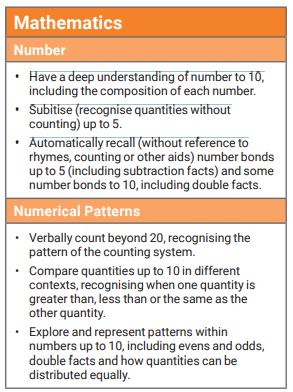 Mathematics
Number
• Have a deep understanding of number to 10,
including the composition of each number.
• Subitise (recognise quantities without
counting) up to 5.
• Automatically recall (without reference to
rhymes, counting or other aids) number bonds
up to 5 (including subtraction facts) and some
number bonds to 10, including double facts.
Numerical Patterns
• Verbally count beyond 20, recognising the
pattern of the counting system.
• Compare quantities up to 10 in different
contexts, recognising when one quantity is
greater than, less than or the same as the
other quantity.
• Explore and represent patterns within
numbers up to 10, including evens and odds,
double facts and how quantities can be
distributed equally.